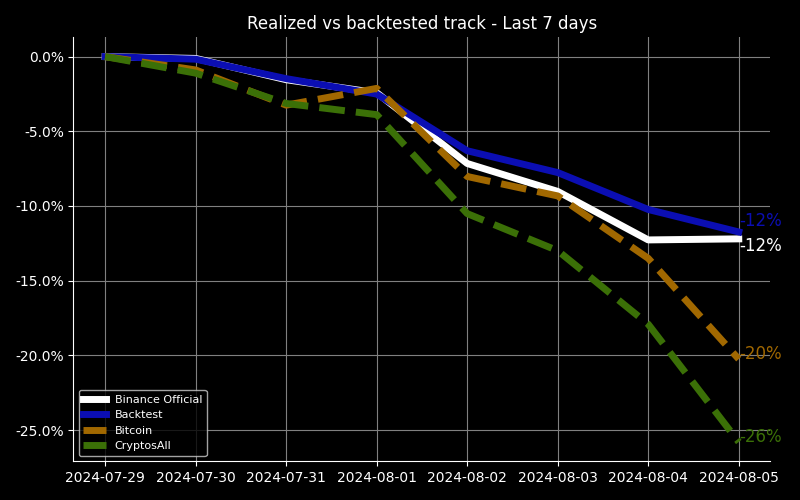 Realized vs backtested track - Last 7 days
0.0%
-5.0%
-10.0%
-15.0%
-20.0%
-25.0%
-12%
-12%
-20%
-26%
Binance Official
Backtest
Bitcoin
CryptosAll
2024-07-29 2024-07-30 2024-07-31 2024-08-01 2024-08-02 2024-08-03 2024-08-04 2024-08-05